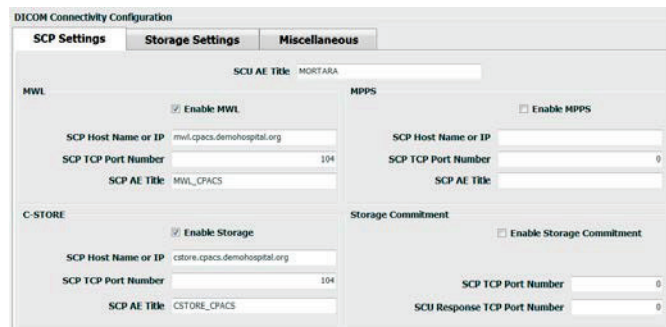 DICOM Connectivity Configuration
SCP Settings Storage Settings Miscellaneous
SCU AE Title MORTARA
MWL
Enable MWL
SCP Host Name or IP mwl.cpacs.demohospital.org
SCP TCP Port Number 104
SCP AE Title MWL_CPACS
MPPS
Enable MPPS
SCP Host Name or IP
SCP TCP Port Number 0
SCP AE Title
C-STORE
Enable Storage
SCP Host Name or IP cstore.cpacs.demohospital.org
SCP TCP Port Number 104
SCP AE Title CSTORE_CPACS
Storage Commitment
Enable Storage Commitment
SCP TCP Port Number 0
SCU Response TCP Port Number 0